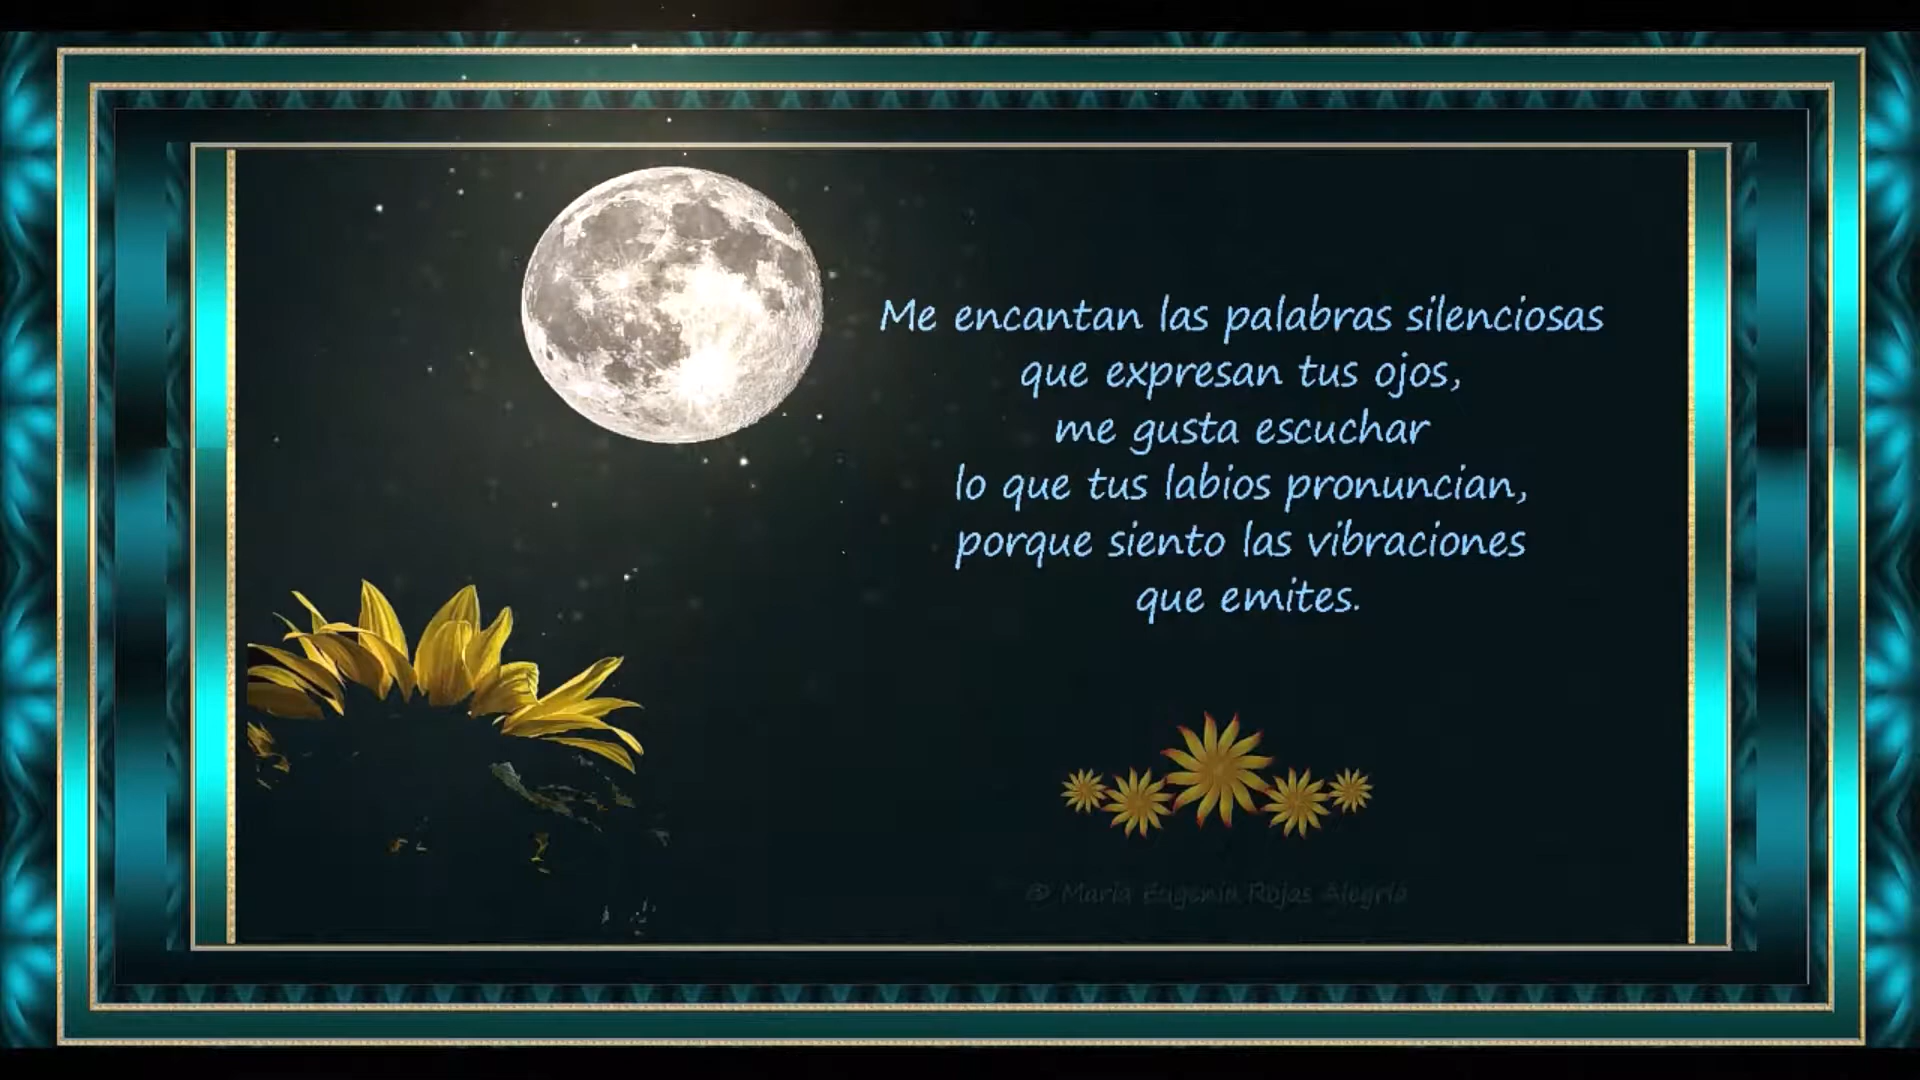 Me encantan las palabras silenciosas
que expresan tus ojos,
me gusta escuchar
lo que tus labios pronuncian,
porque siento las vibraciones
que emites.
© María Eugenia Rojas Alegría